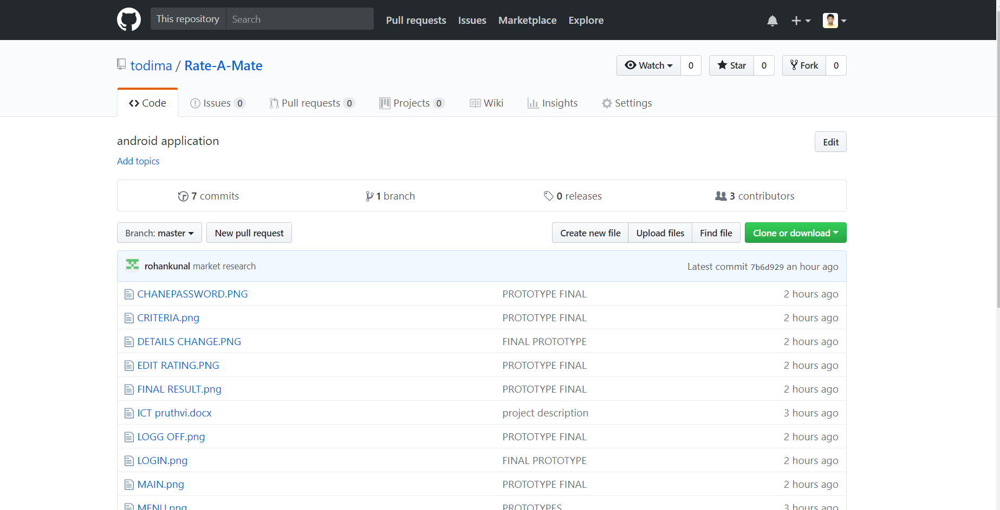 This repository Search Pull requests Issues Marketplace Explore
todima / Rate-A-Mate Watch 0 Star 0 Fork 0
Code Issues 0 Pull requests 0 Projects 0 Wiki Insights Settings
android application Edit
Add topics
7 commits 1 branch 0 releases 3 contributors
Branch: master New pull request Create new file Upload files Find file Clone or download
rohankunal market research Latest commit 7b6d929 an hour ago
CHANEPASSWORD.PNG PROTOTYPE FINAL 2 hours ago
CRITERIA.png PROTOTYPE FINAL 2 hours ago
DETAILS CHANGE.PNG FINAL PROTOTYPE 2 hours ago
EDIT RATING.PNG PROTOTYPE FINAL 2 hours ago
FINAL RESULT.png PROTOTYPE FINAL 2 hours ago
ICT pruthvi.docx project description 3 hours ago
LOGG OFF.png PROTOTYPE FINAL 2 hours ago
LOGIN.png FINAL PROTOTYPE 2 hours ago
MAIN.png PROTOTYPE FINAL 2 hours ago
MENU.png PROTOTYPES 3 hours ago